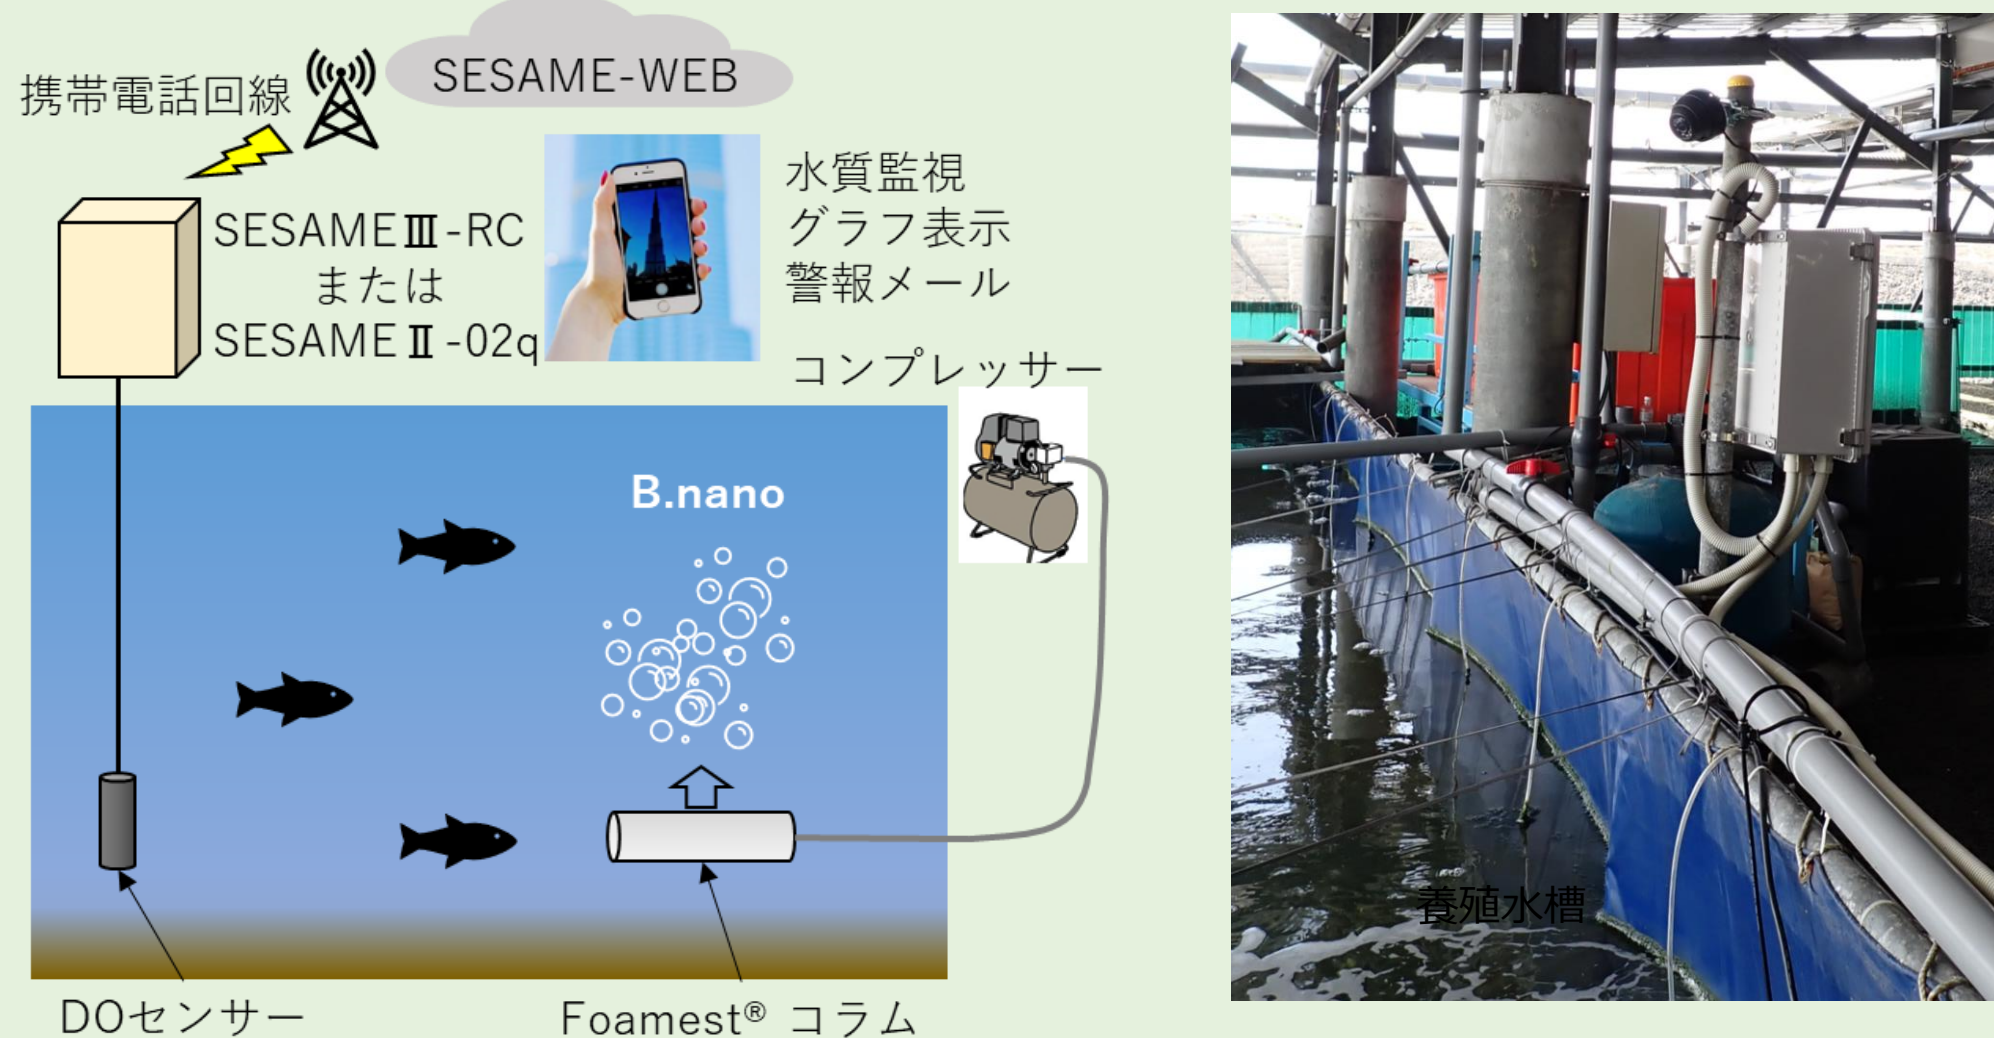 SESAME-WEB
携帯電話回線
水質監視
グラフ表示
警報メール
SESAMEⅢ-RC
または
SESAMEⅡ-02q
コンプレッサー
B.nano
養殖水槽
DOセンサー
Foamest® コラム